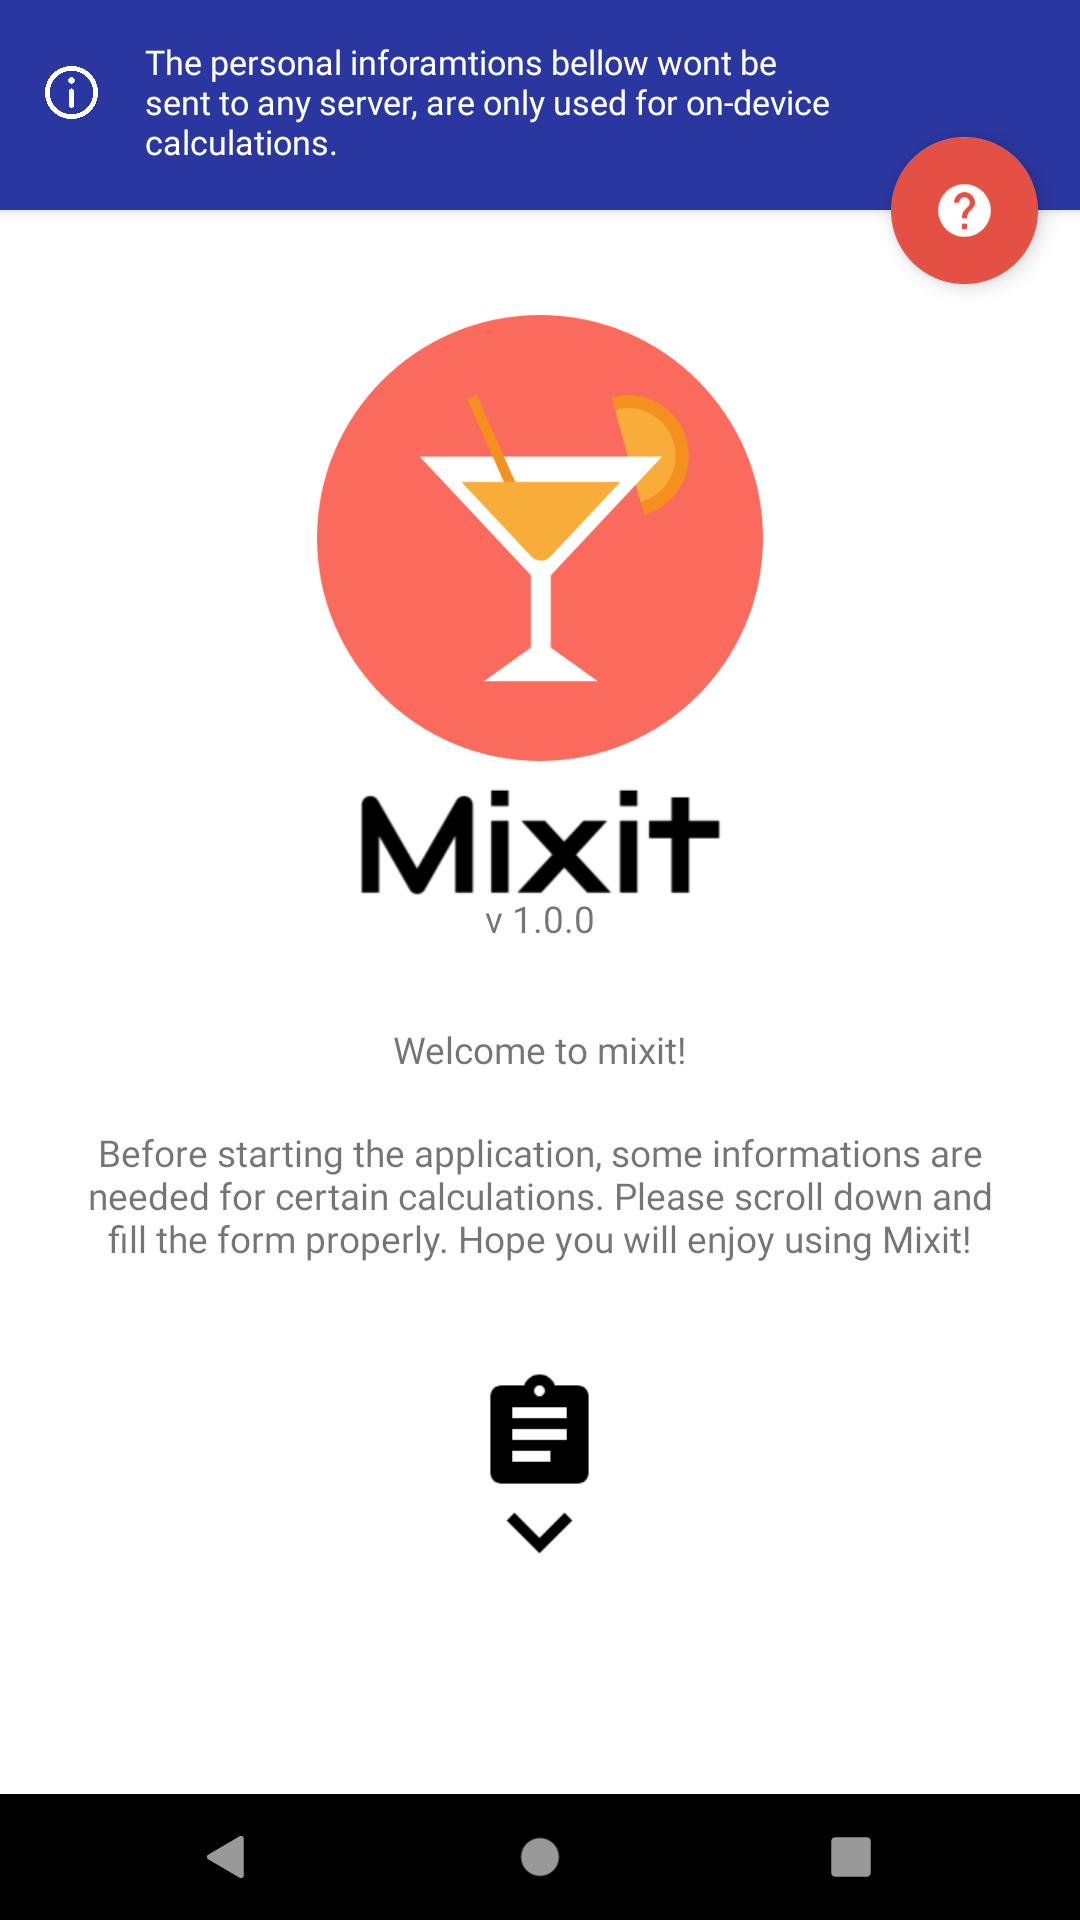 The personal inforamtions bellow wont be
sent to any server, are only used for on-device
calculations.
Mixit
v 1.0.0
Welcome to mixit!
Before starting the application, some informations are
needed for certain calculations. Please scroll down and
fill the form properly. Hope you will enjoy using Mixit!